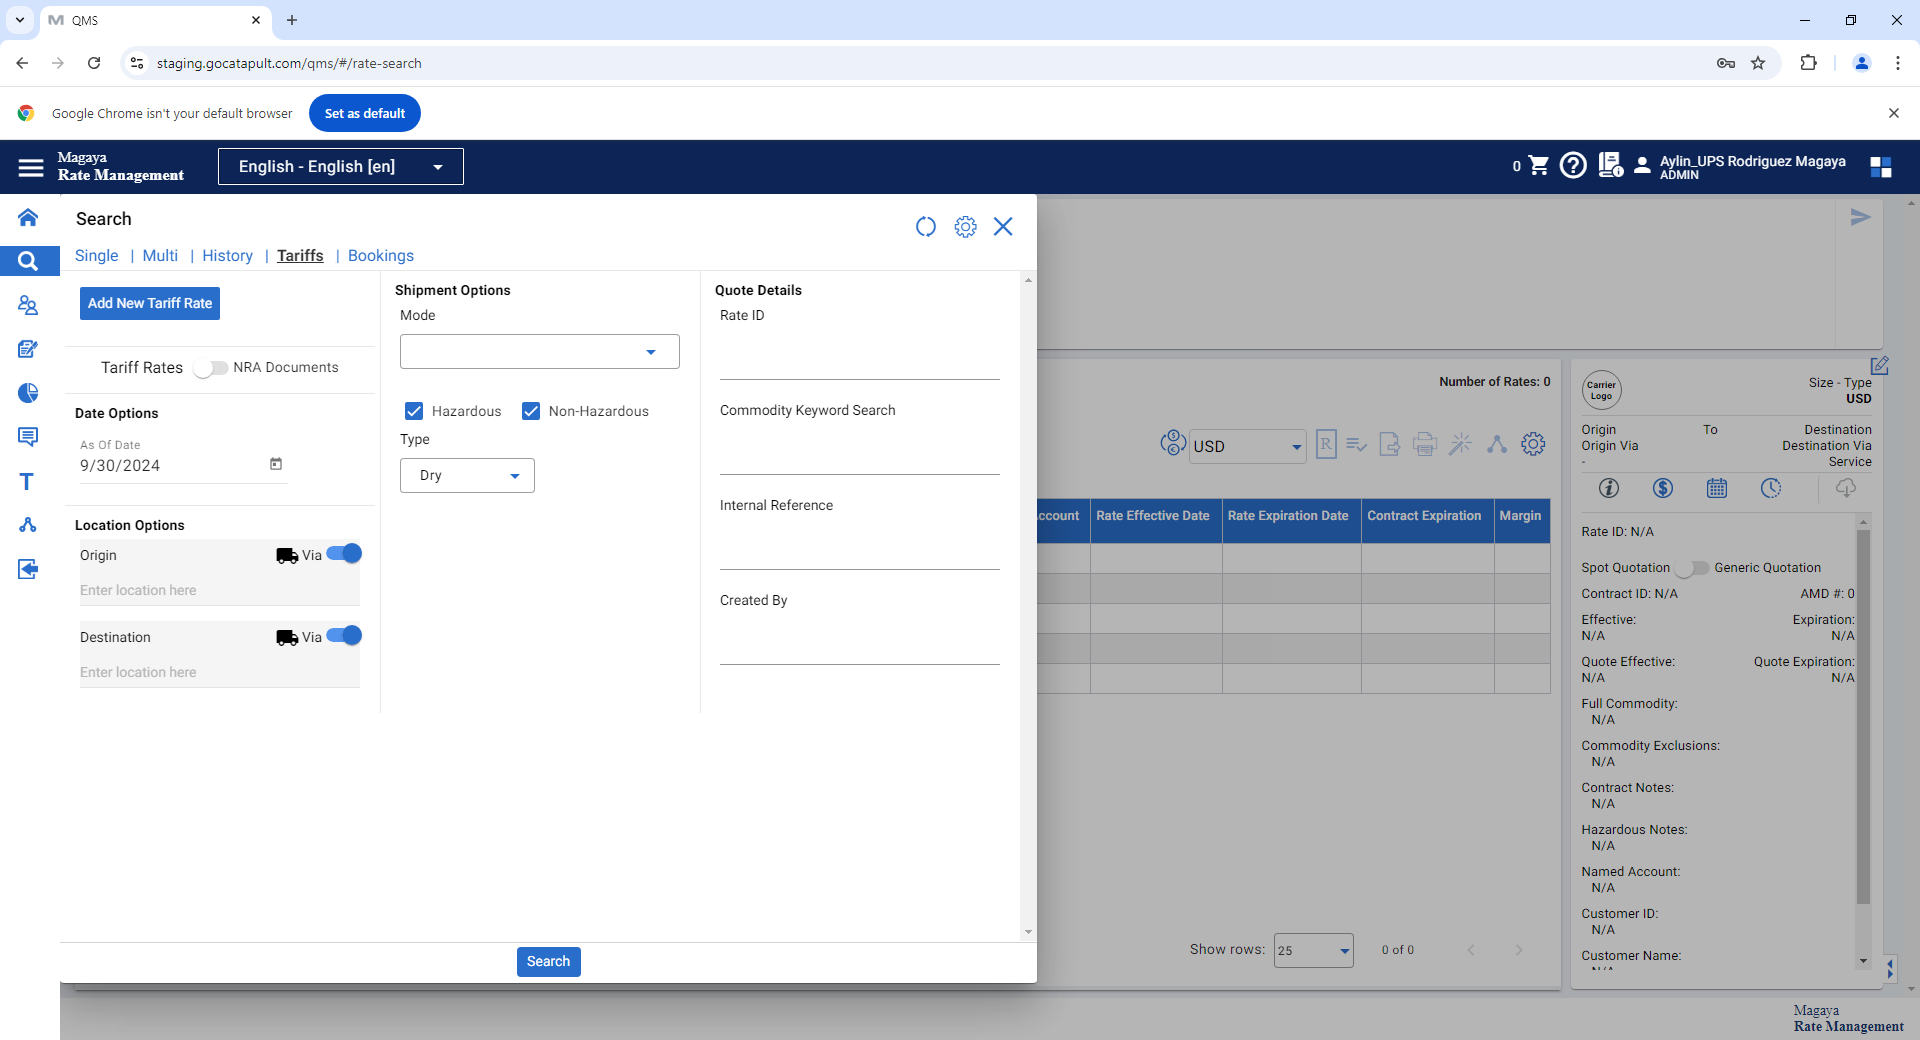 QMS
staging.gocatapult.com/qms/#/rate-search
Google Chrome isn't your default browser
Set as default
Magaya
Rate Management
English - English [en]
0
Aylin_UPS Rodriguez Magaya
ADMIN
Search
Single | Multi | History | Tariffs | Bookings
Add New Tariff Rate
Tariff Rates
NRA Documents
Date Options
As Of Date
9/30/2024
Location Options
Origin
Via
Enter location here
Destination
Via
Enter location here
Shipment Options
Mode
Hazardous
Non-Hazardous
Type
Dry
Quote Details
Rate ID
Commodity Keyword Search
Internal Reference
Created By
Search
Number of Rates: 0
USD
R
ccount
Rate Effective Date
Rate Expiration Date
Contract Expiration
Margin
Show rows:
25
0 of 0
Carrier
Logo
Size - Type
USD
Origin
To
Destination
Origin Via
Destination Via
-
Service
Rate ID: N/A
Spot Quotation
Generic Quotation
Contract ID: N/A
AMD #: 0
Effective:
Expiration:
N/A
N/A
Quote Effective:
Quote Expiration:
N/A
N/A
Full Commodity:
N/A
Commodity Exclusions:
N/A
Contract Notes:
N/A
Hazardous Notes:
N/A
Named Account:
N/A
Customer ID:
N/A
Customer Name:
N/A
Magaya
Rate Management